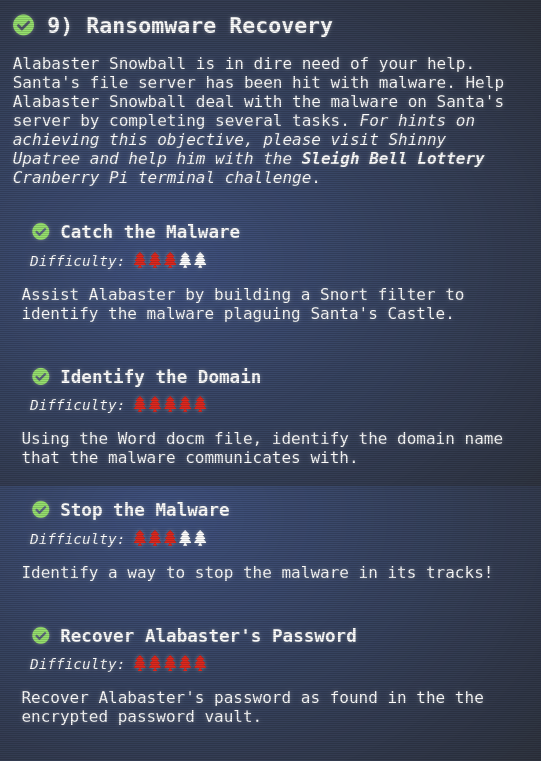 9) Ransomware Recovery
Alabaster Snowball is in dire need of your help.
Santa's file server has been hit with malware. Help
Alabaster Snowball deal with the malware on Santa's
server by completing several tasks. For hints on
achieving this objective, please visit Shinny
Upatree and help him with the Sleigh Bell Lottery
Cranberry Pi terminal challenge.
Catch the Malware
Difficulty:
Assist Alabaster by building a Snort filter to
identify the malware plaguing Santa's Castle.
Identify the Domain
Difficulty:
Using the Word docm file, identify the domain name
that the malware communicates with.
Stop the Malware
Difficulty:
Identify a way to stop the malware in its tracks!
Recover Alabaster's Password
Difficulty:
Recover Alabaster's password as found in the the
encrypted password vault.